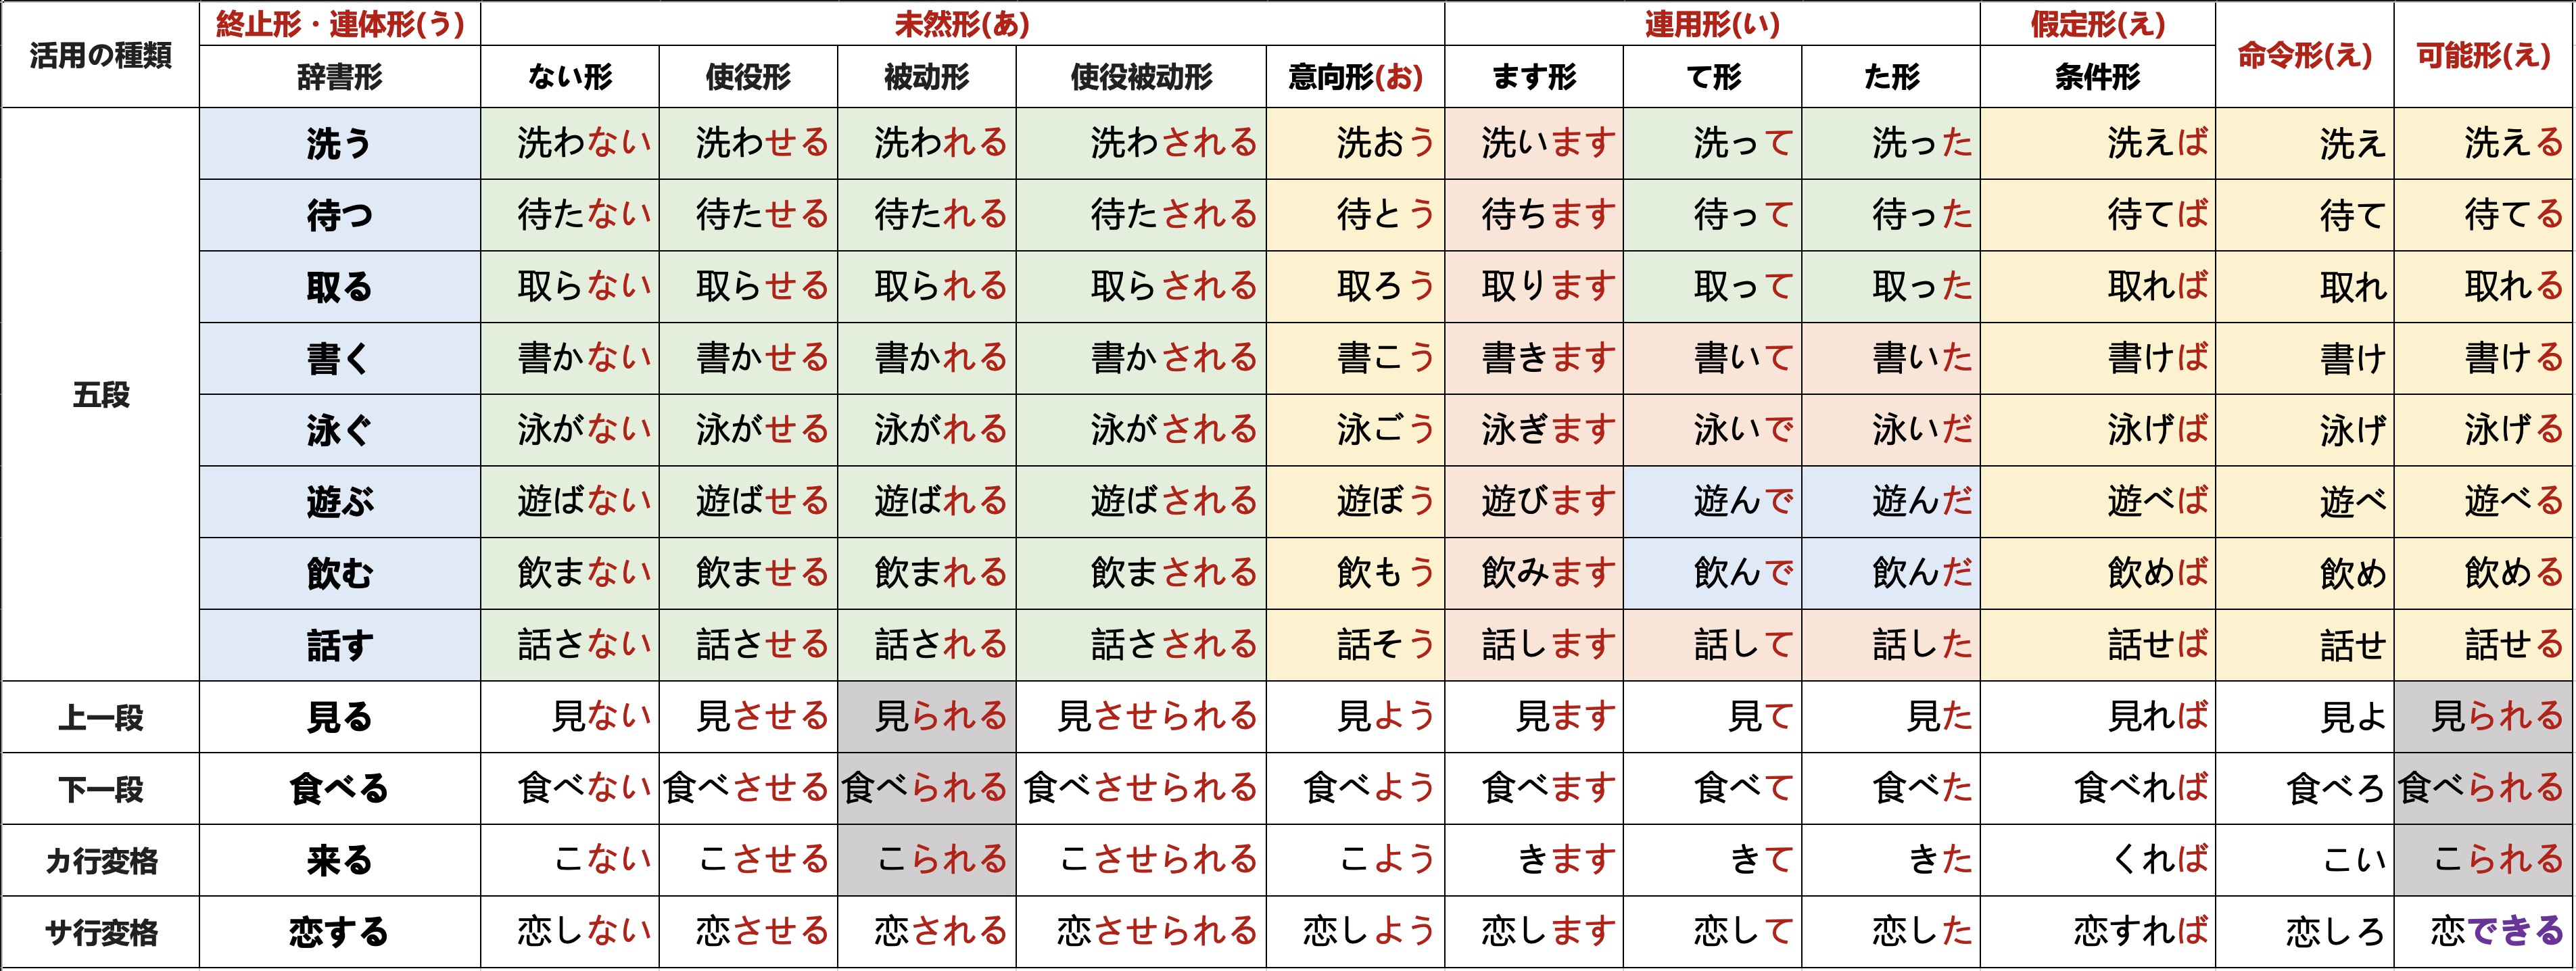 活用の種類 終止形・連体形(う) 未然形(あ) 連用形(い) 假定形(え) 命令形(え) 可能形(え)
辞書形 ない形 使役形 被动形 使役被动形 意向形(お) ます形 て形 た形 条件形
五段
洗う 洗わない 洗わせる 洗われる 洗わされる 洗おう 洗います 洗って 洗った 洗えば 洗え 洗える
待つ 待たない 待たせる 待たれる 待たされる 待とう 待ちます 待って 待った 待てば 待て 待てる
取る 取らない 取らせる 取られる 取らされる 取ろう 取ります 取って 取った 取れば 取れ 取れる
書く 書かない 書かせる 書かれる 書かされる 書こう 書きます 書いて 書いた 書けば 書け 書ける
泳ぐ 泳がない 泳がせる 泳がれる 泳がされる 泳ごう 泳ぎます 泳いで 泳いだ 泳げば 泳げ 泳げる
遊ぶ 遊ばない 遊ばせる 遊ばれる 遊ばされる 遊ぼう 遊びます 遊んで 遊んだ 遊べば 遊べ 遊べる
飲む 飲まない 飲ませる 飲まれる 飲まされる 飲もう 飲みます 飲んで 飲んだ 飲めば 飲め 飲める
話す 話さない 話させる 話される 話さされる 話そう 話します 話して 話した 話せば 話せ 話せる
上一段 見る 見ない 見させる 見られる 見させられる 見よう 見ます 見て 見た 見れば 見よ 見られる
下一段 食べる 食べない 食べさせる 食べられる 食べさせられる 食べよう 食べます 食べて 食べた 食べれば 食べろ 食べられる
カ行変格 来る こない こさせる こられる こさせられる こよう きます きて きた くれば こい こられる
サ行変格 恋する 恋しない 恋させる 恋される 恋させられる 恋しよう 恋します 恋して 恋した 恋すれば 恋しろ 恋できる